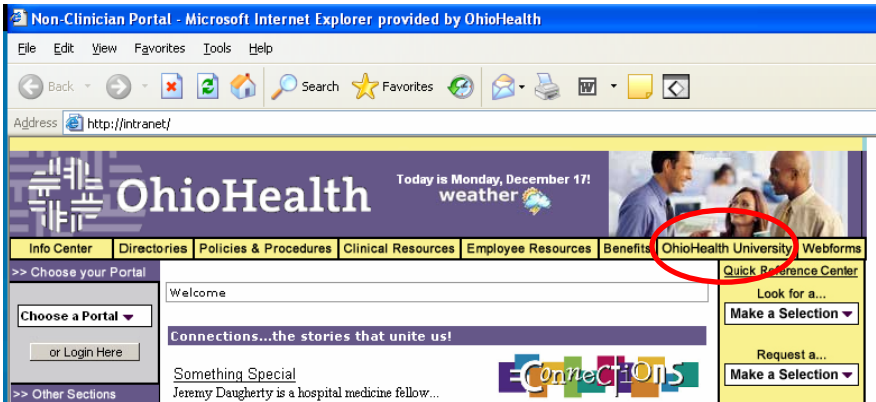 Non-Clinician Portal - Microsoft Internet Explorer provided by OhioHealth
File Edit View Favorites Tools Help
Back Search Favorites
Address http://intranet/
OhioHealth
Today is Monday, December 17!
weather
Info Center Directories Policies & Procedures Clinical Resources Employee Resources Benefits OhioHealth University Webforms
>> Choose your Portal
Choose a Portal
or Login Here
>> Other Sections
Welcome
Connections...the stories that unite us!
Something Special
Jeremy Daugherty is a hospital medicine fellow...
ConneCTiOnS
Quick Reference Center
Look for a...
Make a Selection
Request a...
Make a Selection